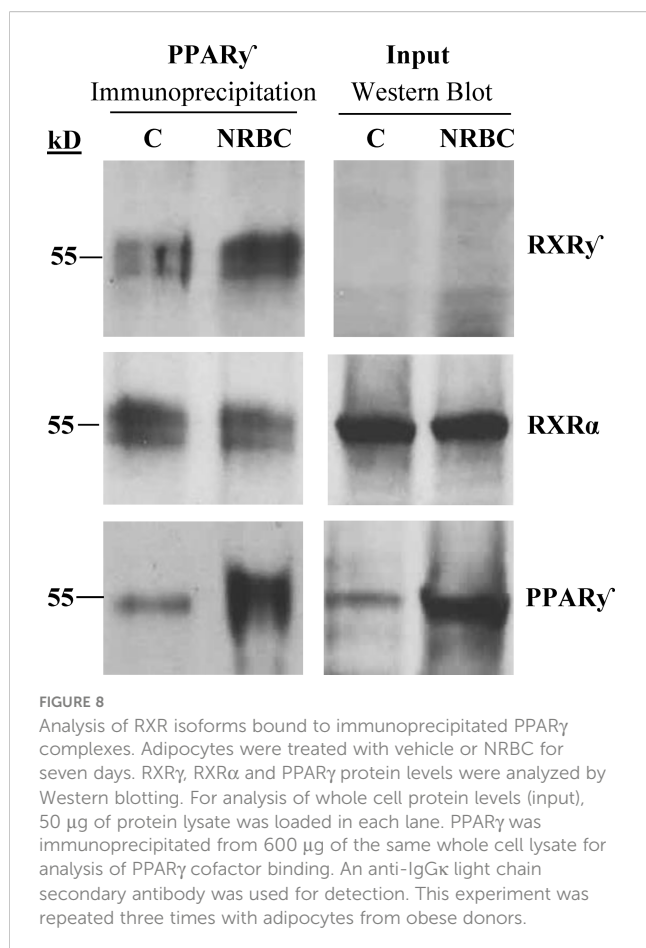 PPARγ Input
Immunoprecipitation Western Blot
kD C NRBC C NRBC
55 RXRγ
55 RXRα
55 PPARγ
FIGURE 8
Analysis of RXR isoforms bound to immunoprecipitated PPARγ
complexes. Adipocytes were treated with vehicle or NRBC for
seven days. RXRγ, RXRα and PPARγ protein levels were analyzed by
Western blotting. For analysis of whole cell protein levels (input),
50 μg of protein lysate was loaded in each lane. PPARγ was
immunoprecipitated from 600 μg of the same whole cell lysate for
analysis of PPARγ cofactor binding. An anti-IgGκ light chain
secondary antibody was used for detection. This experiment was
repeated three times with adipocytes from obese donors.